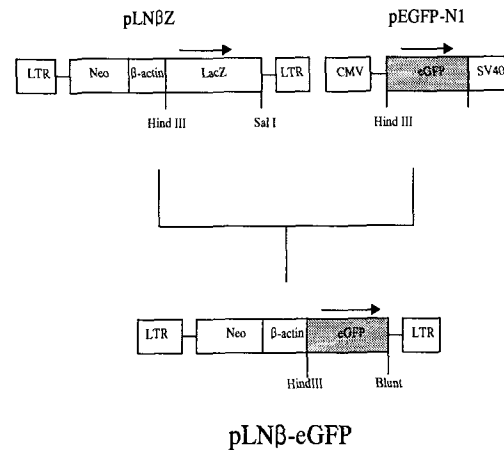 pLNβZ
pEGFP-N1
LTR Neo β-actin LacZ LTR
CMV eGFP SV40
Hind III Sal I
Hind III
LTR Neo β-actin eGFP LTR
HindIII Blunt
pLNβ-eGFP